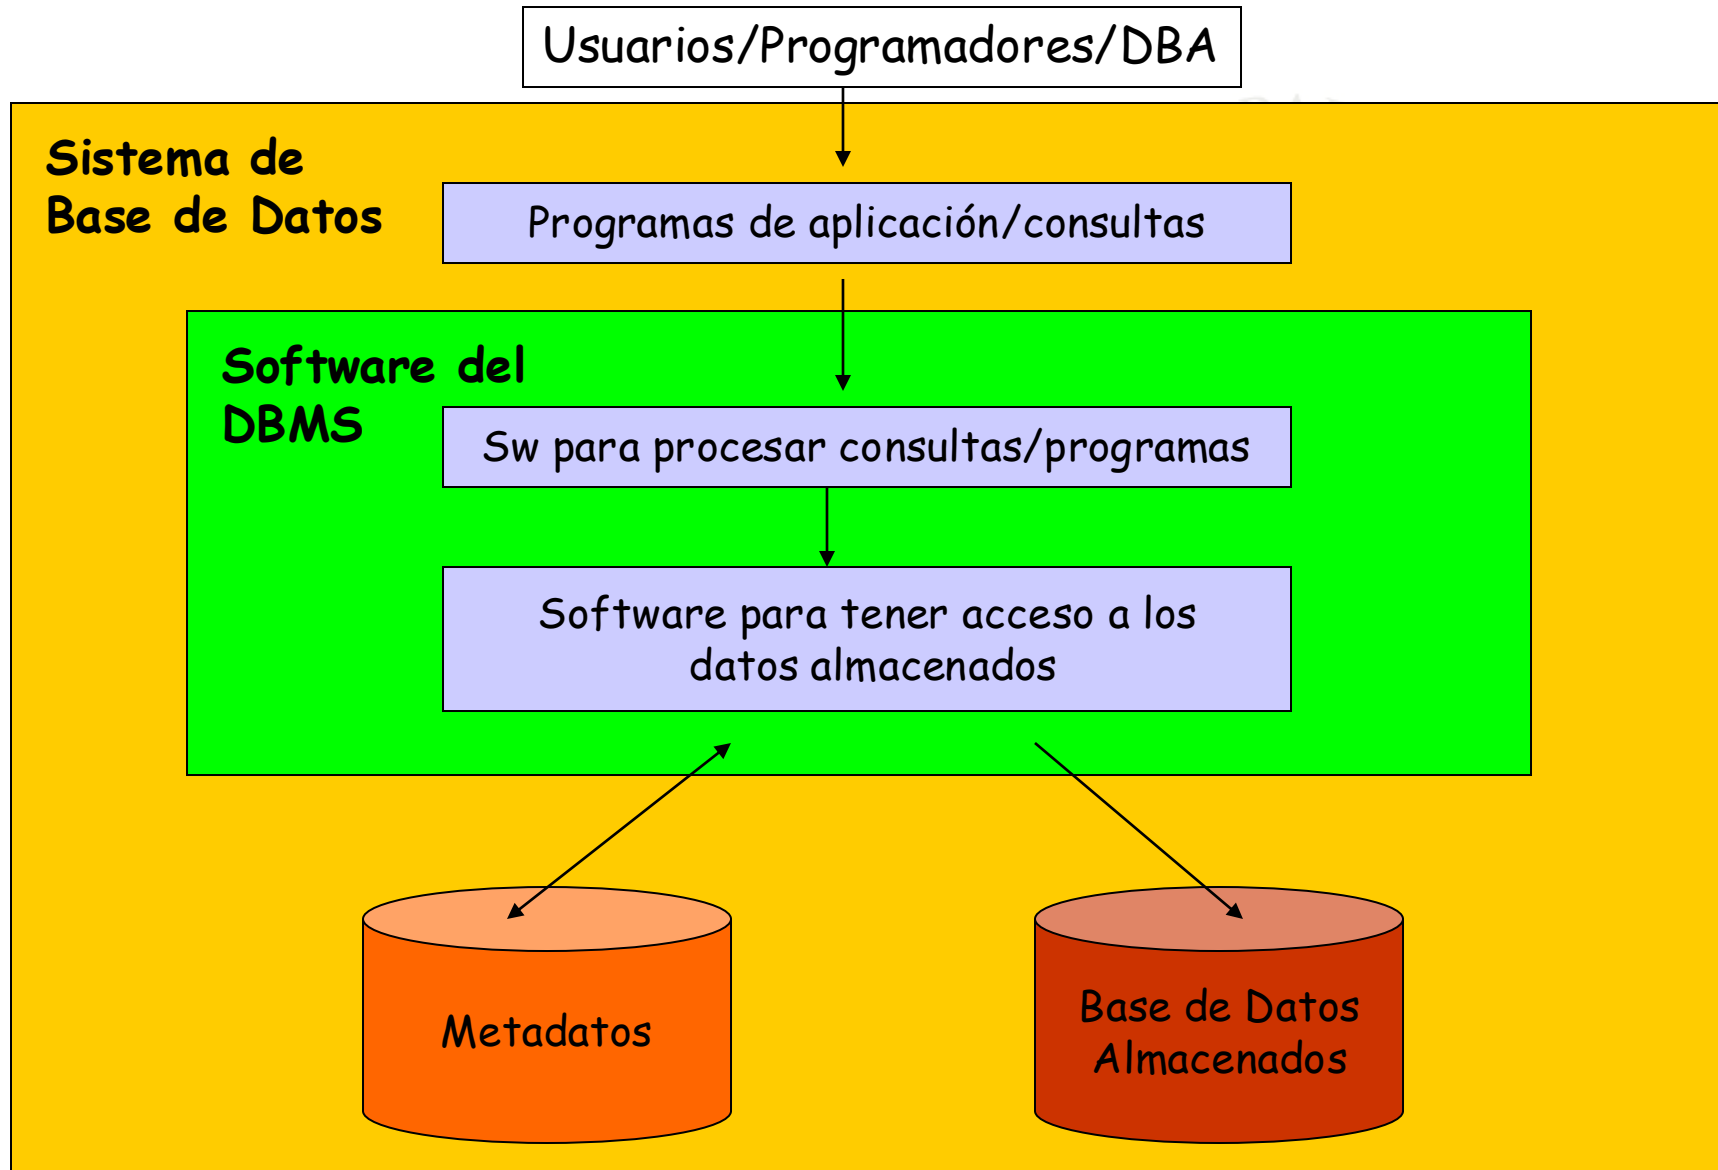 Usuarios/Programadores/DBA
Sistema de
Base de Datos
Programas de aplicación/consultas
Software del
DBMS
Sw para procesar consultas/programas
Software para tener acceso a los
datos almacenados
Metadatos
Base de Datos
Almacenados